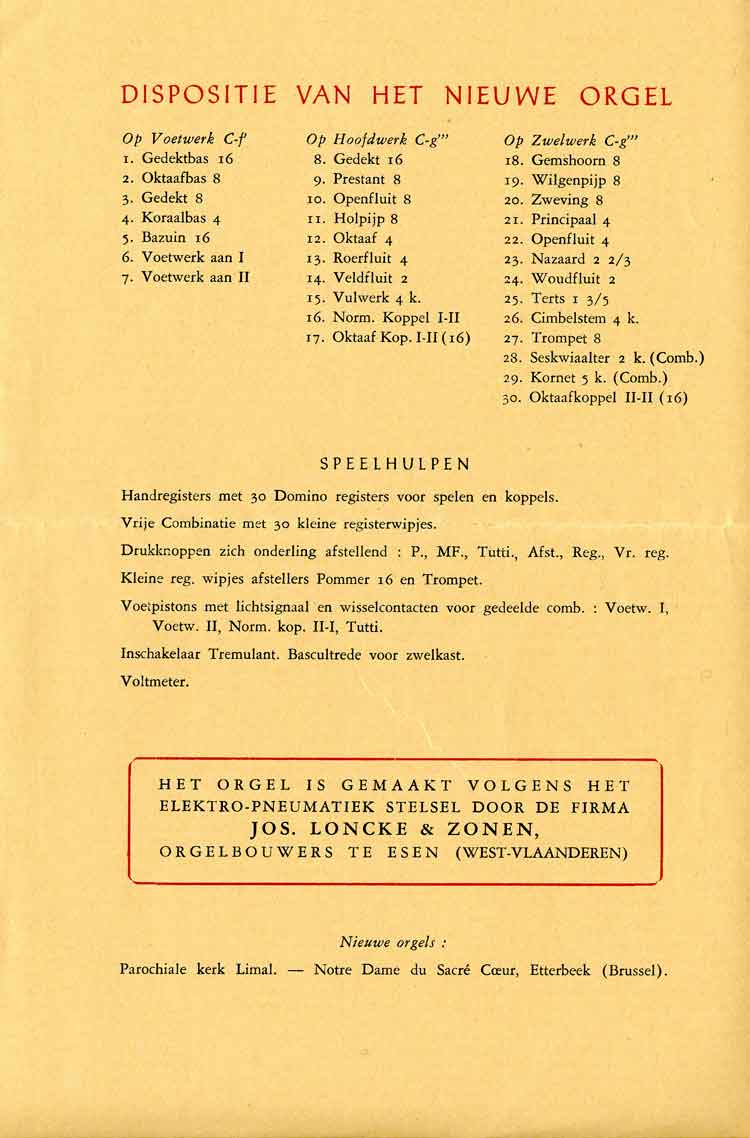 DISPOSITIE VAN HET NIEUWE ORGEL
Op Voetwerk C-f'
1. Gedektbas 16
2. Oktaafbas 8
3. Gedekt 8
4. Koraalbas 4
5. Bazuin 16
6. Voetwerk aan I
7. Voetwerk aan II
Op Hoofdwerk C-g'''
8. Gedekt 16
9. Prestant 8
10. Openfluit 8
11. Holpijp 8
12. Oktaaf 4
13. Roerfluit 4
14. Veldfluit 2
15. Vulwerk 4 k.
16. Norm. Koppel I-II
17. Oktaaf Kop. I-II (16)
Op Zwelwerk C-g'''
18. Gemshoorn 8
19. Wilgenpijp 8
20. Zweving 8
21. Principaal 4
22. Openfluit 4
23. Nazaard 2 2/3
24. Woudfluit 2
25. Terts 1 3/5
26. Cimbelstem 4 k.
27. Trompet 8
28. Seskwiaalter 2 k. (Comb.)
29. Kornet 5 k. (Comb.)
30. Oktaafkoppel II-II (16)
SPEELHULPEN
Handregisters met 30 Domino registers voor spelen en koppels.
Vrije Combinatie met 30 kleine registerwipjes.
Drukknoppen zich onderling afstellend : P., MF., Tutti., Afst., Reg., Vr. reg.
Kleine reg. wipjes afstellers Pommer 16 en Trompet.
Voetpistons met lichtsignaal en wisselcontacten voor gedeelde comb. : Voetw. I,
Voetw. II, Norm. kop. II-I, Tutti.
Inschakelaar Tremulant. Bascultrede voor zwelkast.
Voltmeter.
HET ORGEL IS GEMAAKT VOLGENS HET
ELEKTRO-PNEUMATIEK STELSEL DOOR DE FIRMA
JOS. LONCKE & ZONEN,
ORGELBOUWERS TE ESEN (WEST-VLAANDEREN)
Nieuwe orgels :
Parochiale kerk Limal. — Notre Dame du Sacré Cœur, Etterbeek (Brussel).